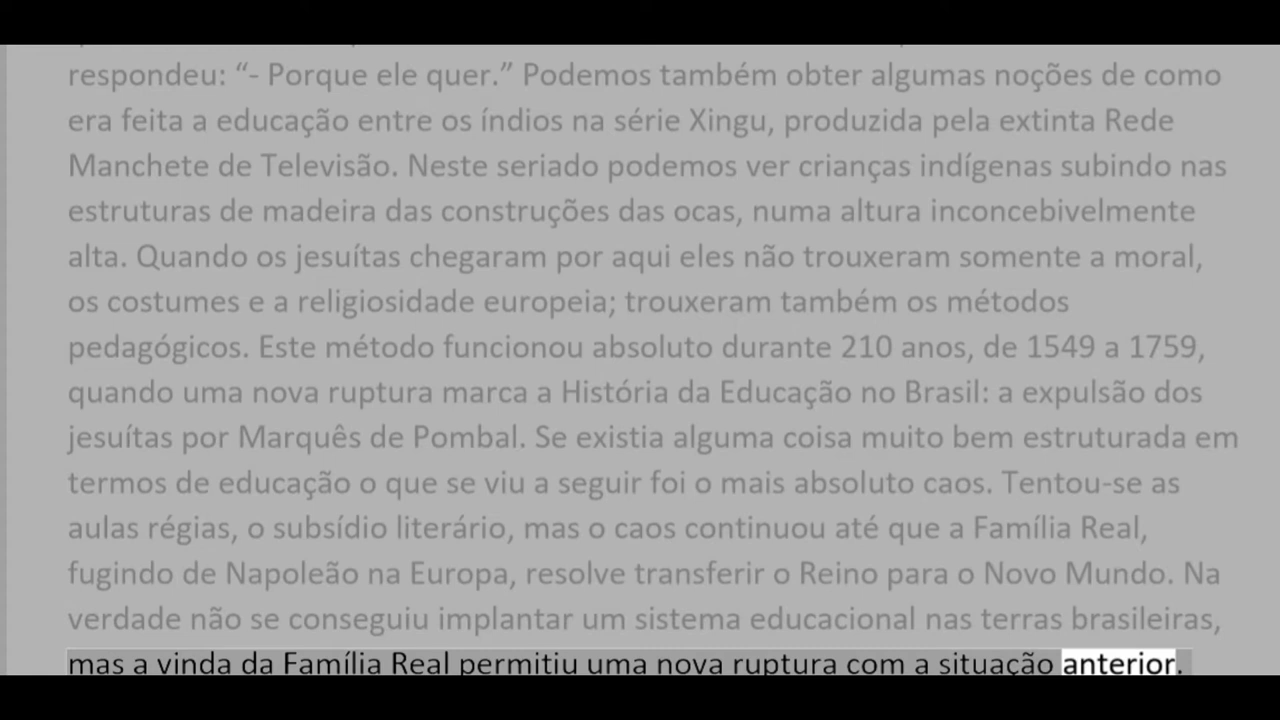 respondeu: “- Porque ele quer.” Podemos também obter algumas noções de como
era feita a educação entre os índios na série Xingu, produzida pela extinta Rede
Manchete de Televisão. Neste seriado podemos ver crianças indígenas subindo nas
estruturas de madeira das construções das ocas, numa altura inconcebivelmente
alta. Quando os jesuítas chegaram por aqui eles não trouxeram somente a moral,
os costumes e a religiosidade europeia; trouxeram também os métodos
pedagógicos. Este método funcionou absoluto durante 210 anos, de 1549 a 1759,
quando uma nova ruptura marca a História da Educação no Brasil: a expulsão dos
jesuítas por Marquês de Pombal. Se existia alguma coisa muito bem estruturada em
termos de educação o que se viu a seguir foi o mais absoluto caos. Tentou-se as
aulas régias, o subsídio literário, mas o caos continuou até que a Família Real,
fugindo de Napoleão na Europa, resolve transferir o Reino para o Novo Mundo. Na
verdade não se conseguiu implantar um sistema educacional nas terras brasileiras,
mas a vinda da Família Real permitiu uma nova ruptura com a situação anterior.